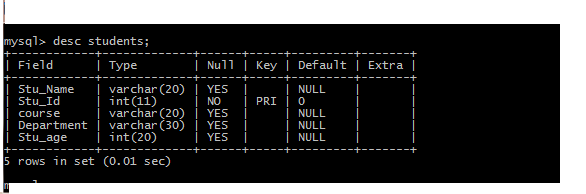 mysql> desc students;
+------------+-------------+------+-----+---------+-------+
| Field      | Type        | Null | Key | Default | Extra |
+------------+-------------+------+-----+---------+-------+
| Stu_Name   | varchar(20) | YES  |     | NULL    |       |
| Stu_Id     | int(11)     | NO   | PRI | 0       |       |
| course     | varchar(20) | YES  |     | NULL    |       |
| Department | varchar(30) | YES  |     | NULL    |       |
| Stu_age    | int(20)     | YES  |     | NULL    |       |
+------------+-------------+------+-----+---------+-------+
5 rows in set (0.01 sec)